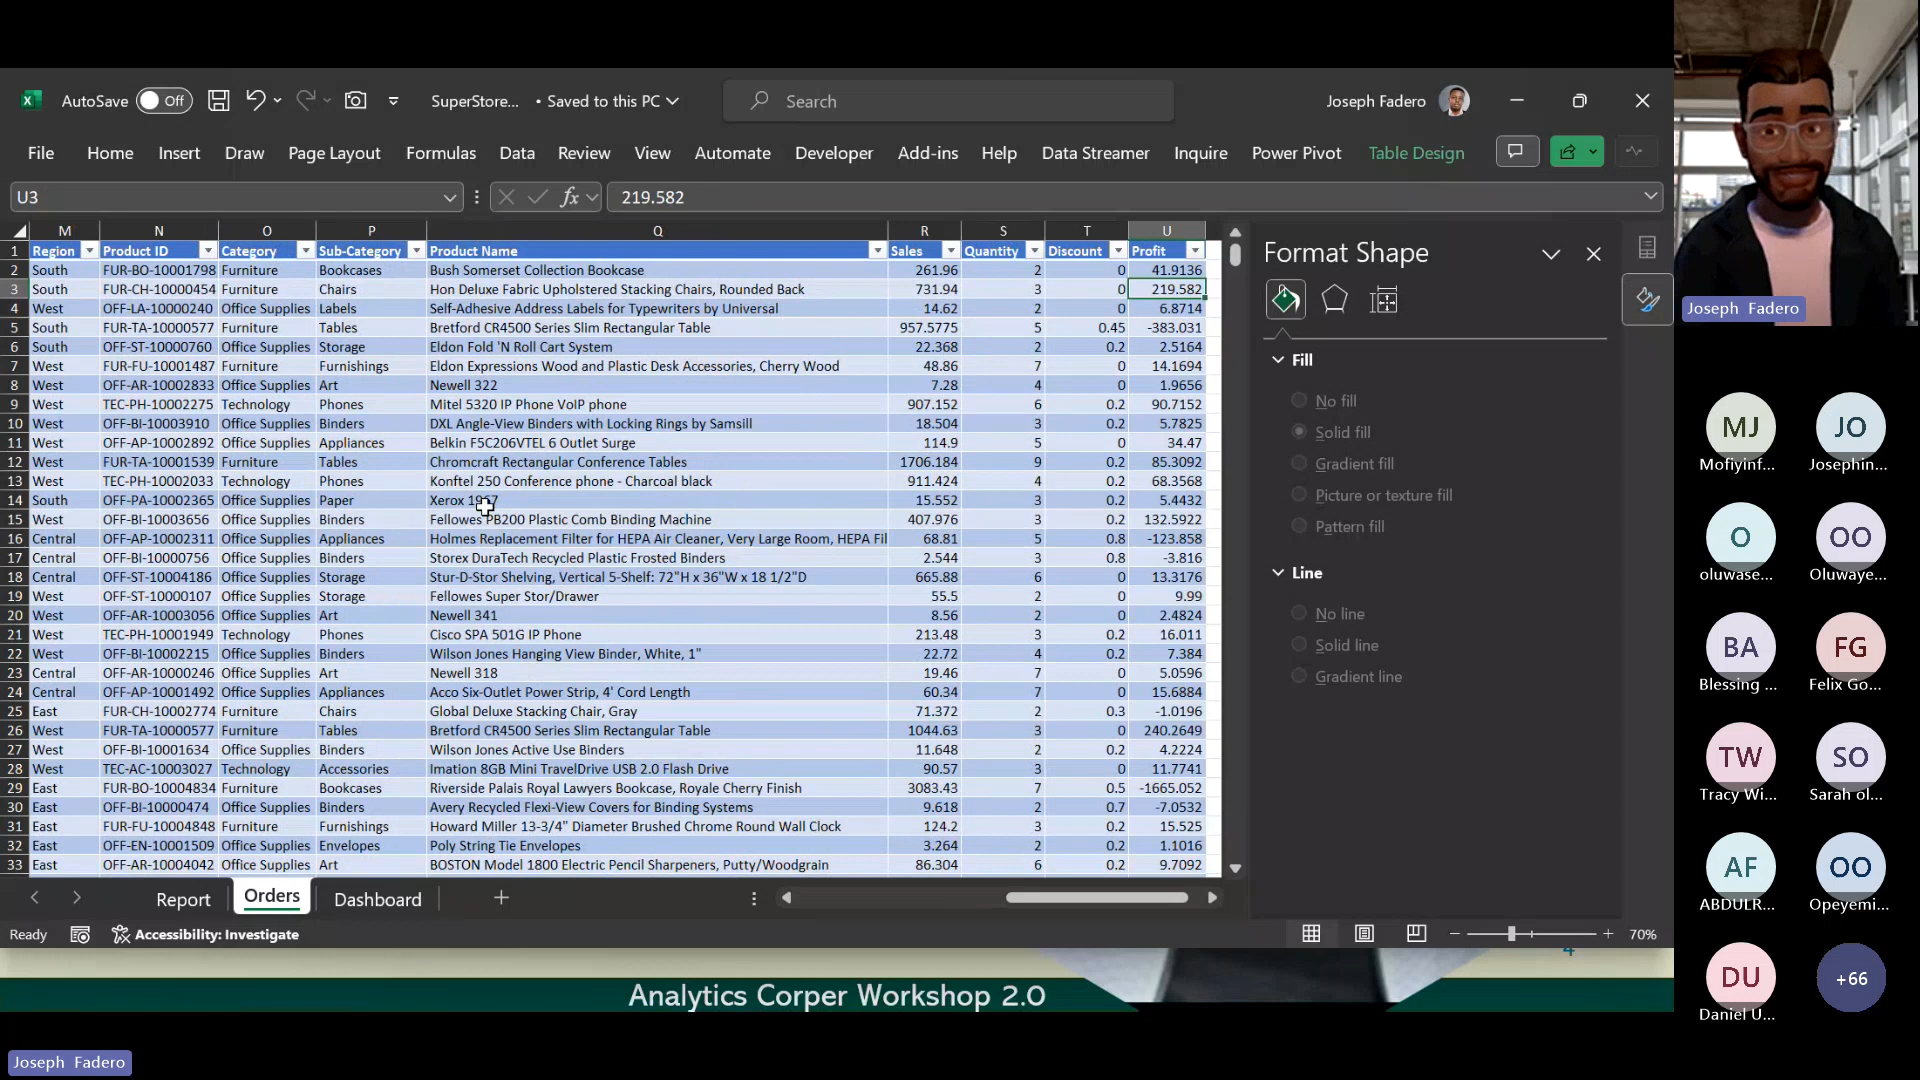 AutoSave Off SuperStore... • Saved to this PC Search Joseph Fadero
File Home Insert Draw Page Layout Formulas Data Review View Automate Developer Add-ins Help Data Streamer Inquire Power Pivot Table Design
U3 fx 219.582
M N O P Q R S T U
1 Region Product ID Category Sub-Category Product Name Sales Quantity Discount Profit
2 South FUR-BO-10001798 Furniture Bookcases Bush Somerset Collection Bookcase 261.96 2 0 41.9136
3 South FUR-CH-10000454 Furniture Chairs Hon Deluxe Fabric Upholstered Stacking Chairs, Rounded Back 731.94 3 0 219.582
4 West OFF-LA-10000240 Office Supplies Labels Self-Adhesive Address Labels for Typewriters by Universal 14.62 2 0 6.8714
5 South FUR-TA-10000577 Furniture Tables Bretford CR4500 Series Slim Rectangular Table 957.5775 5 0.45 -383.031
6 South OFF-ST-10000760 Office Supplies Storage Eldon Fold 'N Roll Cart System 22.368 2 0.2 2.5164
7 West FUR-FU-10001487 Furniture Furnishings Eldon Expressions Wood and Plastic Desk Accessories, Cherry Wood 48.86 7 0 14.1694
8 West OFF-AR-10002833 Office Supplies Art Newell 322 7.28 4 0 1.9656
9 West TEC-PH-10002275 Technology Phones Mitel 5320 IP Phone VoIP phone 907.152 6 0.2 90.7152
10 West OFF-BI-10003910 Office Supplies Binders DXL Angle-View Binders with Locking Rings by Samsill 18.504 3 0.2 5.7825
11 West OFF-AP-10002892 Office Supplies Appliances Belkin F5C206VTEL 6 Outlet Surge 114.9 5 0 34.47
12 West FUR-TA-10001539 Furniture Tables Chromcraft Rectangular Conference Tables 1706.184 9 0.2 85.3092
13 West TEC-PH-10002033 Technology Phones Konftel 250 Conference phone - Charcoal black 911.424 4 0.2 68.3568
14 South OFF-PA-10002365 Office Supplies Paper Xerox 15.552 3 0.2 5.4432
15 West OFF-BI-10003656 Office Supplies Binders Fellowes PB200 Plastic Comb Binding Machine 407.976 3 0.2 132.5922
16 Central OFF-AP-10002311 Office Supplies Appliances Holmes Replacement Filter for HEPA Air Cleaner, Very Large Room, HEPA Fil 68.81 5 0.8 -123.858
17 Central OFF-BI-10000756 Office Supplies Binders Storex DuraTech Recycled Plastic Frosted Binders 2.544 3 0.8 -3.816
18 Central OFF-ST-10004186 Office Supplies Storage Stur-D-Stor Shelving, Vertical 5-Shelf: 72"H x 36"W x 18 1/2"D 665.88 6 0 13.3176
19 West OFF-ST-10000107 Office Supplies Storage Fellowes Super Stor/Drawer 55.5 2 0 9.99
20 West OFF-AR-10003056 Office Supplies Art Newell 341 8.56 2 0 2.4824
21 West TEC-PH-10001949 Technology Phones Cisco SPA 501G IP Phone 213.48 3 0.2 16.011
22 West OFF-BI-10002215 Office Supplies Binders Wilson Jones Hanging View Binder, White, 1" 22.72 4 0.2 7.384
23 Central OFF-AR-10000246 Office Supplies Art Newell 318 19.46 7 0 5.0596
24 Central OFF-AP-10001492 Office Supplies Appliances Acco Six-Outlet Power Strip, 4' Cord Length 60.34 7 0 15.6884
25 East FUR-CH-10002774 Furniture Chairs Global Deluxe Stacking Chair, Gray 71.372 2 0.3 -1.0196
26 West FUR-TA-10000577 Furniture Tables Bretford CR4500 Series Slim Rectangular Table 1044.63 3 0 240.2649
27 West OFF-BI-10001634 Office Supplies Binders Wilson Jones Active Use Binders 11.648 2 0.2 4.2224
28 West TEC-AC-10003027 Technology Accessories Imation 8GB Mini TravelDrive USB 2.0 Flash Drive 90.57 3 0 11.7741
29 East FUR-BO-10004834 Furniture Bookcases Riverside Palais Royal Lawyers Bookcase, Royale Cherry Finish 3083.43 7 0.5 -1665.052
30 East OFF-BI-10000474 Office Supplies Binders Avery Recycled Flexi-View Covers for Binding Systems 9.618 2 0.7 -7.0532
31 East FUR-FU-10004848 Furniture Furnishings Howard Miller 13-3/4" Diameter Brushed Chrome Round Wall Clock 124.2 3 0.2 15.525
32 East OFF-EN-10001509 Office Supplies Envelopes Poly String Tie Envelopes 3.264 2 0.2 1.1016
33 East OFF-AR-10004042 Office Supplies Art BOSTON Model 1800 Electric Pencil Sharpeners, Putty/Woodgrain 86.304 6 0.2 9.7092
Report Orders Dashboard
Ready Accessibility: Investigate 70%
4
Analytics Corper Workshop 2.0
Joseph Fadero
Format Shape
Fill
No fill
Solid fill
Gradient fill
Picture or texture fill
Pattern fill
Line
No line
Solid line
Gradient line
Joseph Fadero
MJ JO
Mofiyinf... Josephin...
O OO
oluwase... Oluwaye...
BA FG
Blessing ... Felix Go...
TW SO
Tracy Wi... Sarah ol...
AF OO
ABDULR... Opeyemi...
DU +66
Daniel U...